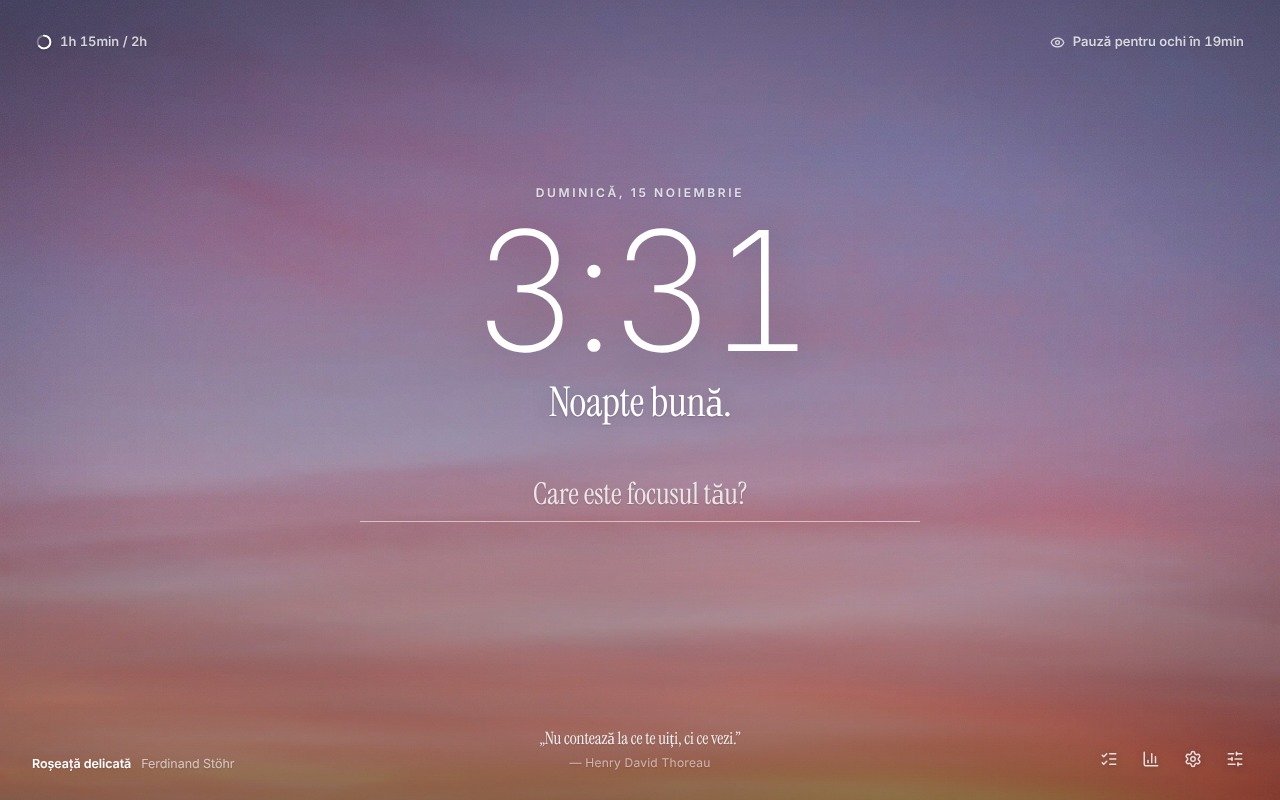 1h 15min / 2h
Pauză pentru ochi în 19min
DUMINICĂ, 15 NOIEMBRIE
3:31
Noapte bună.
Care este focusul tău?
„Nu contează la ce te uiți, ci ce vezi.”
— Henry David Thoreau
Roșeață delicată Ferdinand Stöhr